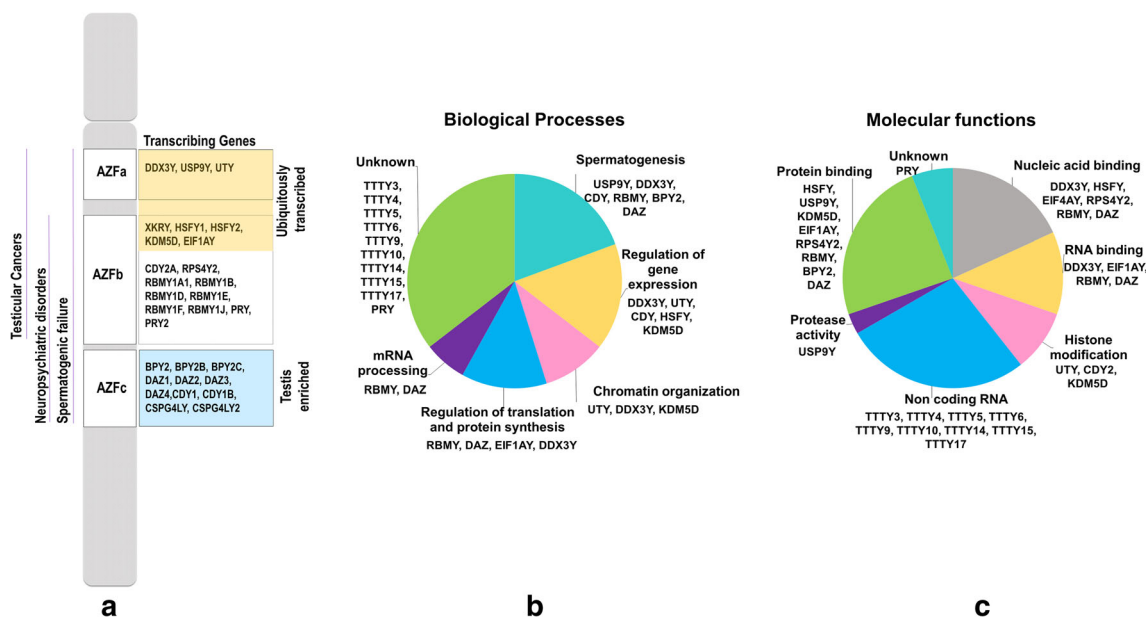 Transcribing Genes
Testicular Cancers
Neuropsychiatric disorders
Spermatogenic failure
AZFa
DDX3Y, USP9Y, UTY
XKRY, HSFY1, HSFY2,
KDM5D, EIF1AY
Ubiquitously
transcribed
AZFb
CDY2A, RPS4Y2,
RBMY1A1, RBMY1B,
RBMY1D, RBMY1E,
RBMY1F, RBMY1J, PRY,
PRY2
AZFc
BPY2, BPY2B, BPY2C,
DAZ1, DAZ2, DAZ3,
DAZ4,CDY1, CDY1B,
CSPG4LY, CSPG4LY2
Testis
enriched
a
Biological Processes
Unknown
TTTY3,
TTTY4,
TTTY5,
TTTY6,
TTTY9,
TTTY10,
TTTY14,
TTTY15,
TTTY17,
PRY
Spermatogenesis
USP9Y, DDX3Y,
CDY, RBMY, BPY2,
DAZ
Regulation of
gene
expression
DDX3Y, UTY,
CDY, HSFY,
KDM5D
Chromatin organization
UTY, DDX3Y, KDM5D
Regulation of translation
and protein synthesis
RBMY, DAZ, EIF1AY, DDX3Y
mRNA
processing
RBMY, DAZ
b
Molecular functions
Unknown
PRY
Nucleic acid binding
DDX3Y, HSFY,
EIF4AY, RPS4Y2,
RBMY, DAZ
RNA binding
DDX3Y, EIF1AY,
RBMY, DAZ
Histone
modification
UTY, CDY2,
KDM5D
Non coding RNA
TTTY3, TTTY4, TTTY5, TTTY6,
TTTY9, TTTY10, TTTY14, TTTY15,
TTTY17
Protease
activity
USP9Y
Protein binding
HSFY,
USP9Y,
KDM5D,
EIF1AY,
RPS4Y2,
RBMY,
BPY2,
DAZ
c